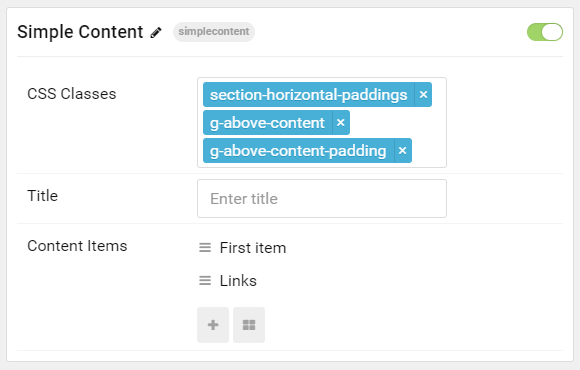 Simple Content simplecontent
CSS Classes
section-horizontal-paddings ×
g-above-content ×
g-above-content-padding ×
Title
Enter title
Content Items
First item
Links